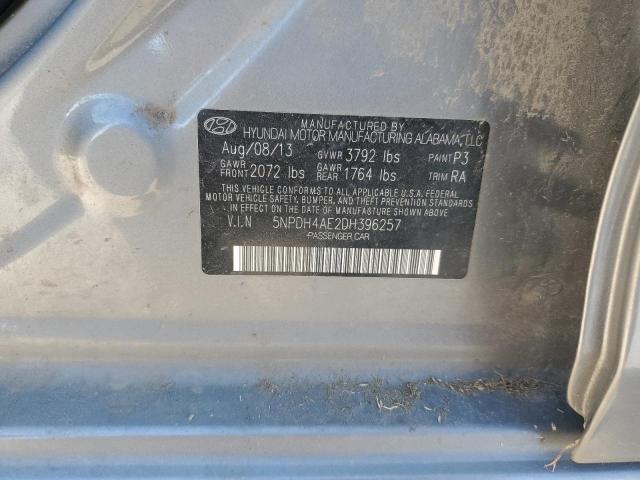 MANUFACTURED BY
HYUNDAI MOTOR MANUFACTURING ALABAMA, LLC
Aug/08/13 GVWR 3792 lbs PAINT P3
GAWR FRONT 2072 lbs GAWR REAR 1764 lbs TRIM RA
THIS VEHICLE CONFORMS TO ALL APPLICABLE U.S.A. FEDERAL
MOTOR VEHICLE SAFETY, BUMPER, AND THEFT PREVENTION
STANDARDS IN EFFECT ON THE DATE OF MANUFACTURE SHOWN ABOVE.
V.I.N 5NPDH4AE2DH396257
-PASSENGER CAR